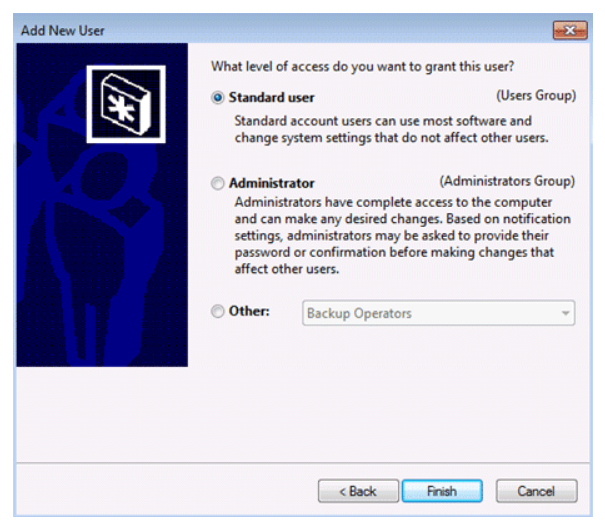 Add New User
What level of access do you want to grant this user?
Standard user (Users Group)
Standard account users can use most software and
change system settings that do not affect other users.
Administrator (Administrators Group)
Administrators have complete access to the computer
and can make any desired changes. Based on notification
settings, administrators may be asked to provide their
password or confirmation before making changes that
affect other users.
Other: Backup Operators
< Back Finish Cancel